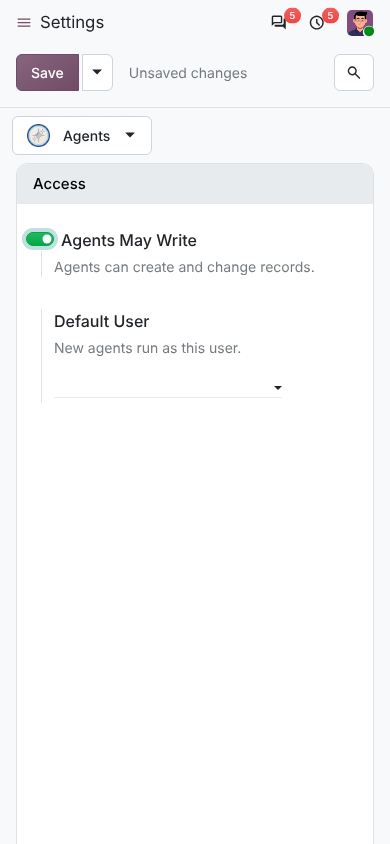 Settings
5
5
Save
Unsaved changes
Agents
Access
Agents May Write
Agents can create and change records.
Default User
New agents run as this user.